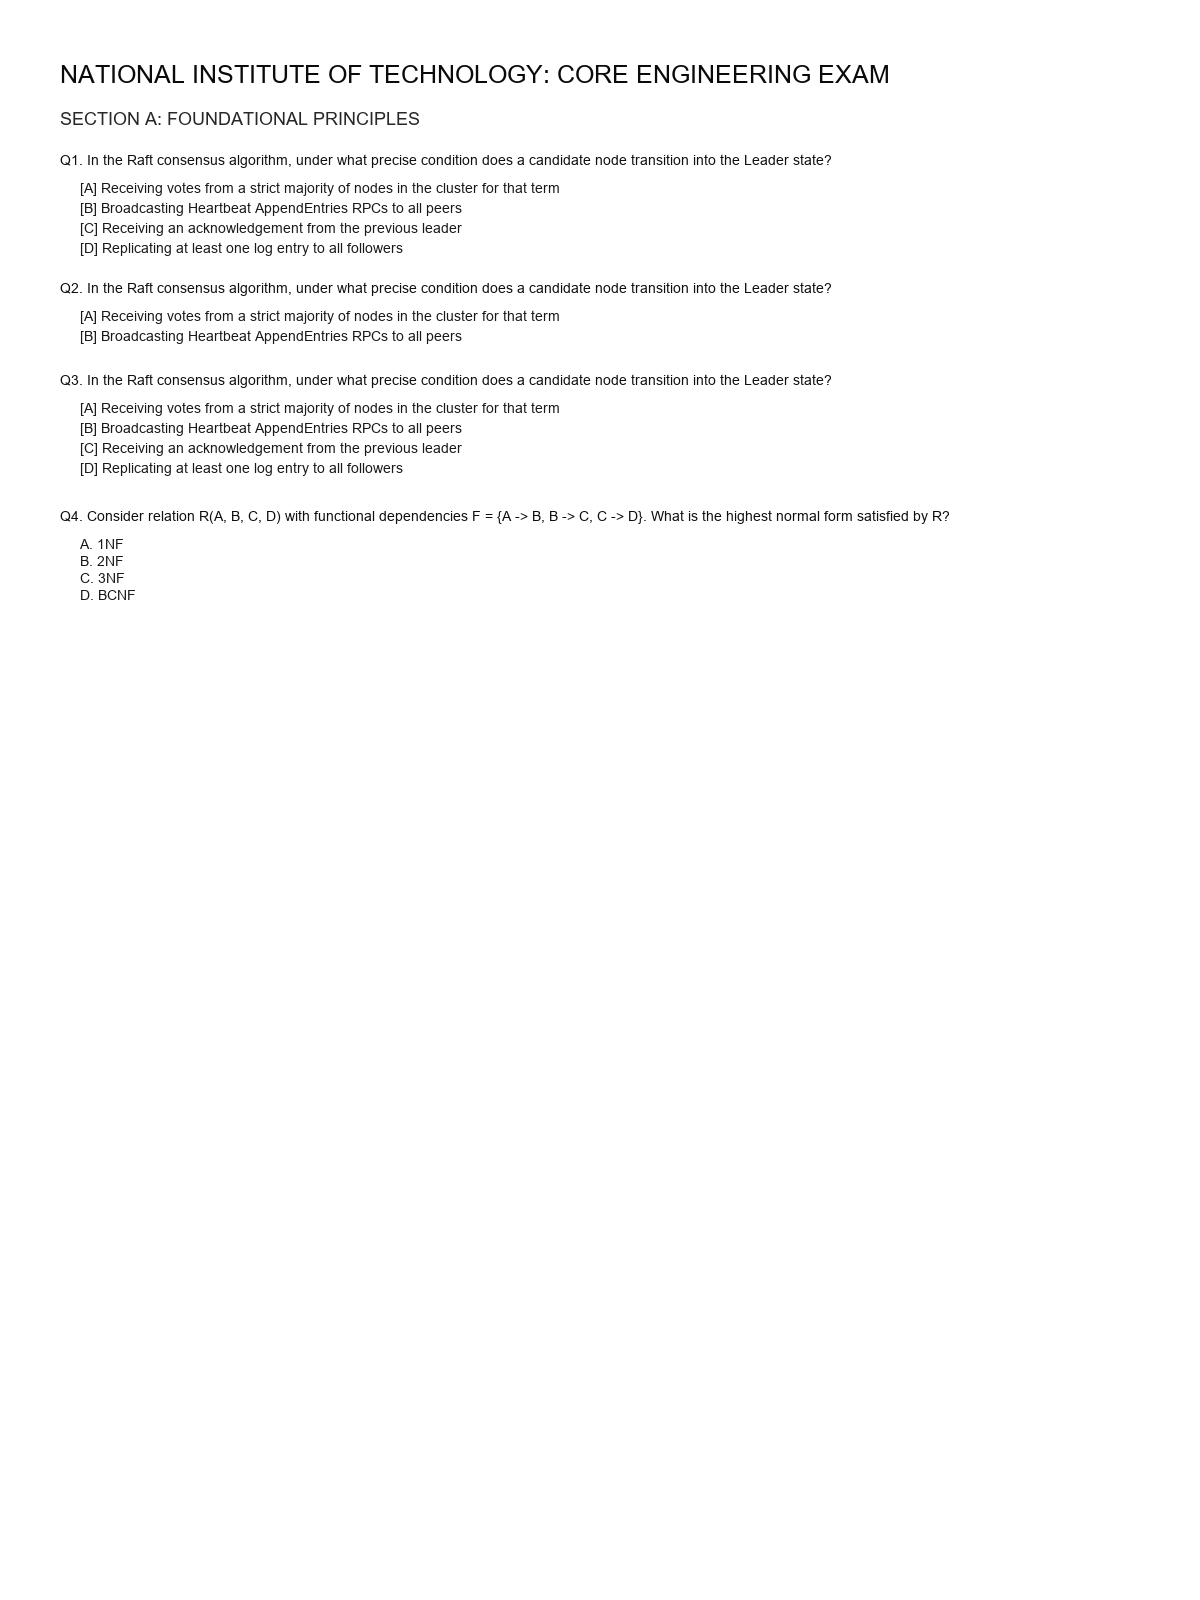 NATIONAL INSTITUTE OF TECHNOLOGY: CORE ENGINEERING EXAM
SECTION A: FOUNDATIONAL PRINCIPLES
Q1. In the Raft consensus algorithm, under what precise condition does a candidate node transition into the Leader state?
[A] Receiving votes from a strict majority of nodes in the cluster for that term
[B] Broadcasting Heartbeat AppendEntries RPCs to all peers
[C] Receiving an acknowledgement from the previous leader
[D] Replicating at least one log entry to all followers
Q2. In the Raft consensus algorithm, under what precise condition does a candidate node transition into the Leader state?
[A] Receiving votes from a strict majority of nodes in the cluster for that term
[B] Broadcasting Heartbeat AppendEntries RPCs to all peers
Q3. In the Raft consensus algorithm, under what precise condition does a candidate node transition into the Leader state?
[A] Receiving votes from a strict majority of nodes in the cluster for that term
[B] Broadcasting Heartbeat AppendEntries RPCs to all peers
[C] Receiving an acknowledgement from the previous leader
[D] Replicating at least one log entry to all followers
Q4. Consider relation R(A, B, C, D) with functional dependencies F = {A -> B, B -> C, C -> D}. What is the highest normal form satisfied by R?
A. 1NF
B. 2NF
C. 3NF
D. BCNF